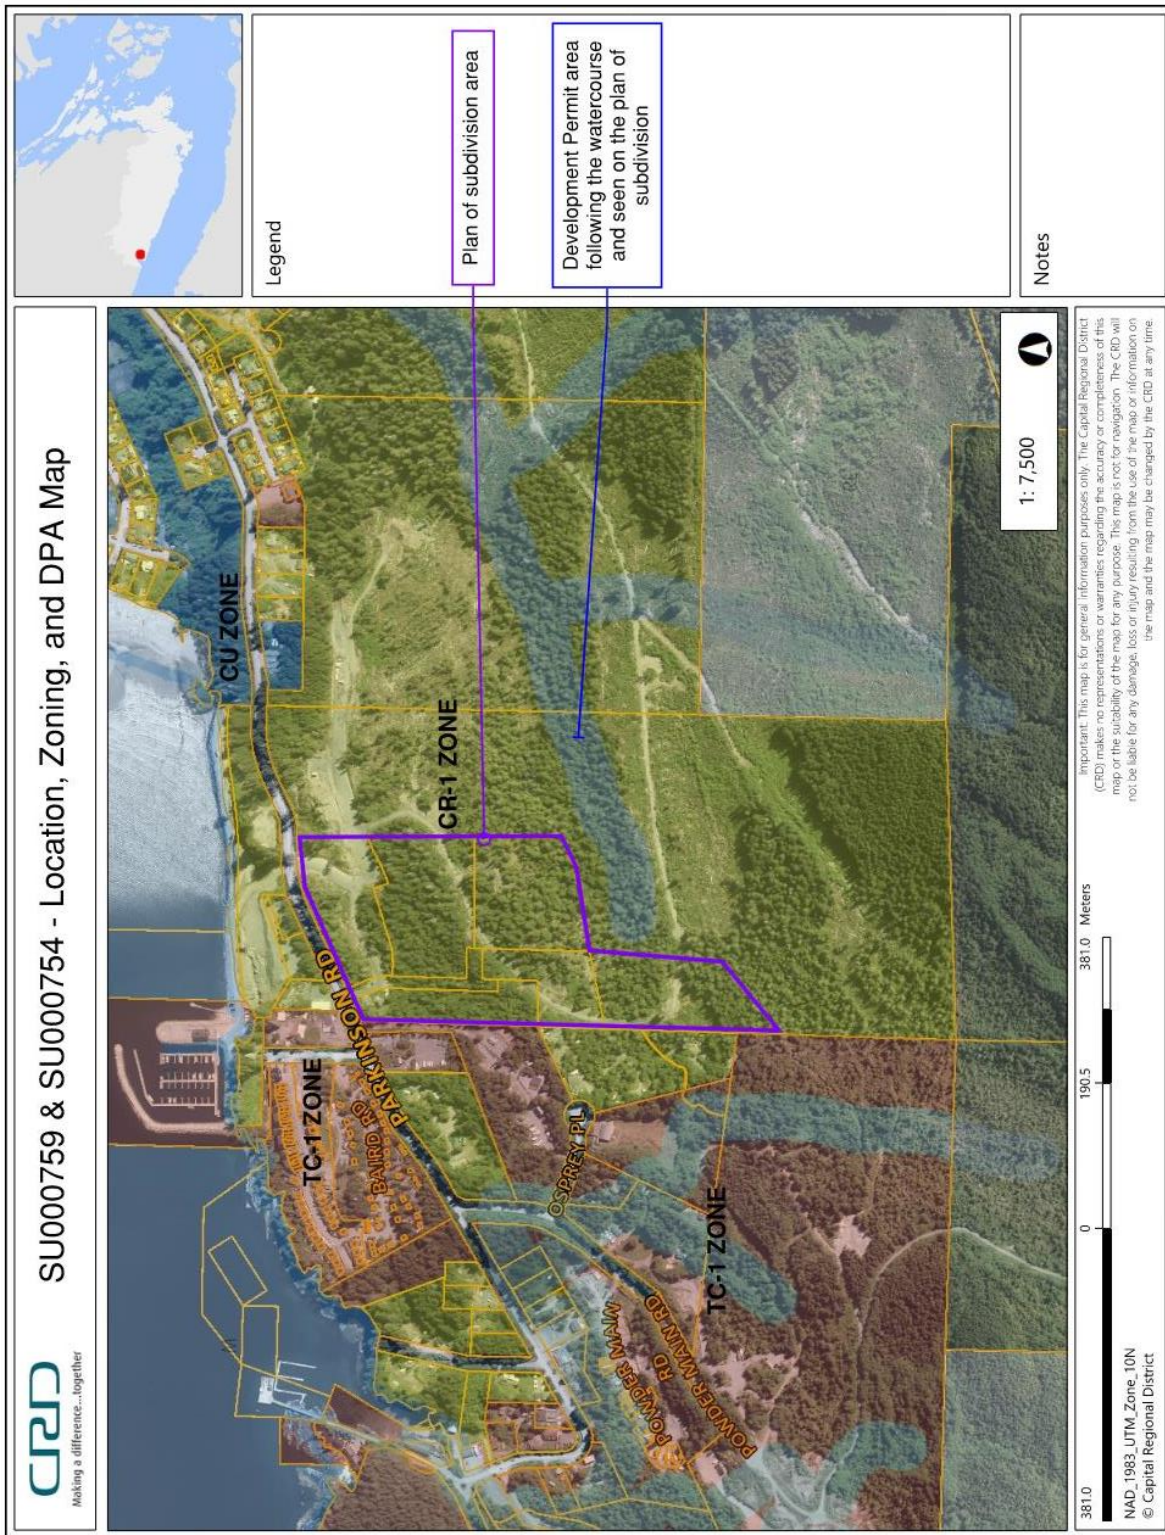 CRD
Making a difference...together
SU000759 & SU000754 - Location, Zoning, and DPA Map
Legend
Plan of subdivision area
Development Permit area
following the watercourse
and seen on the plan of
subdivision
Notes
CU ZONE
CR-1 ZONE
PARKINSON RD
TC-1 ZONE
BAIRD RD
OSPREY PL
TC-1 ZONE
POWDER MAIN
RD
POWDER MAIN RD
1: 7,500
381.0
0
190.5
381.0 Meters
NAD_1983_UTM_Zone_10N
© Capital Regional District
Important: This map is for general information purposes only. The Capital Regional District
(CRD) makes no representations or warranties regarding the accuracy or completeness of this
map or the suitability of the map for any purpose. This map is not for navigation. The CRD will
not be liable for any damage, loss or injury resulting from the use of the map or information on
the map and the map may be changed by the CRD at any time.